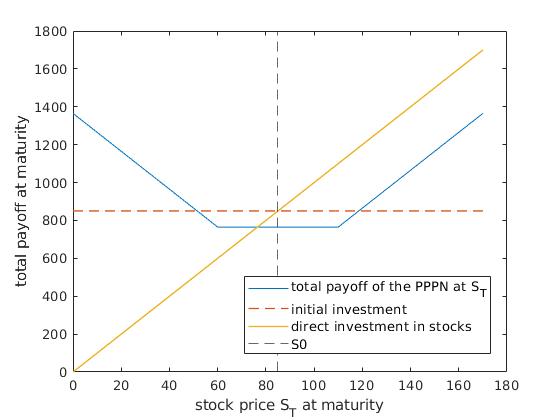 1800
1600
1400
1200
1000
800
600
400
200
0
total payoff at maturity
total payoff of the PPPN at S_T
initial investment
direct investment in stocks
S0
0 20 40 60 80 100 120 140 160 180
stock price S_T at maturity